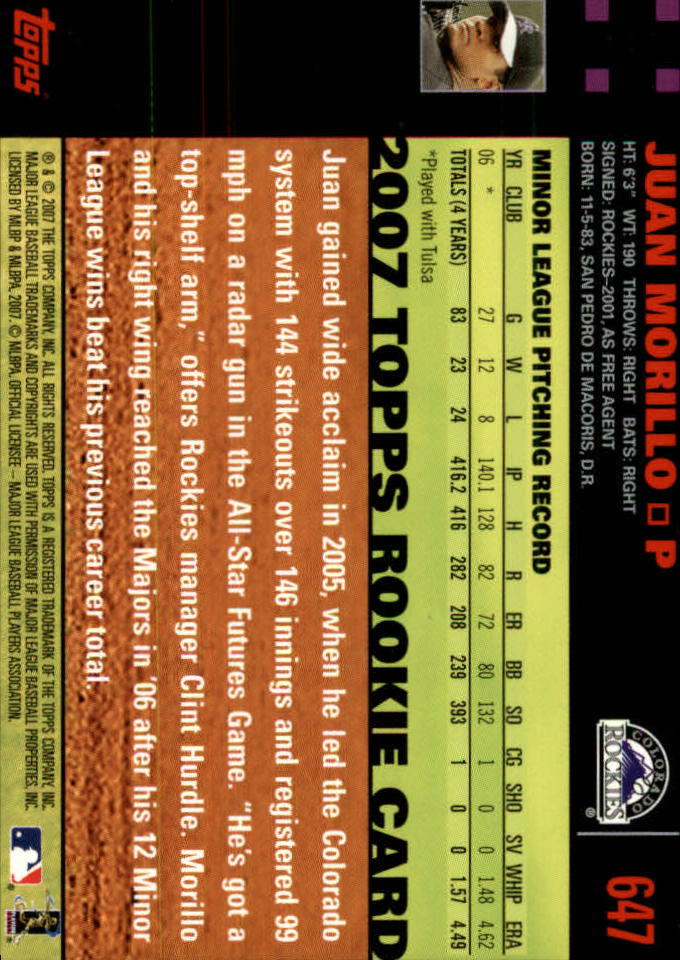 JUAN MORILLO □ P
647
HT: 6'3" WT: 190 THROWS: RIGHT BATS: RIGHT
SIGNED: ROCKIES–2001, AS FREE AGENT
BORN: 11-5-83, SAN PEDRO DE MACORIS, D.R.
COLORADO
ROCKIES
®
MINOR LEAGUE PITCHING RECORD
YR CLUB G W L IP H R ER BB SO CG SHO SV WHIP ERA
06 * 27 12 8 140.1 128 82 72 80 132 1 0 0 1.48 4.62
TOTALS (4 YEARS) 83 23 24 416.2 416 282 208 239 393 1 0 0 1.57 4.49
*Played with Tulsa
2007 TOPPS ROOKIE CARD
Juan gained wide acclaim in 2005, when he led the Colorado
system with 144 strikeouts over 146 innings and registered 99
mph on a radar gun in the All-Star Futures Game. "He's got a
top-shelf arm," offers Rockies manager Clint Hurdle. Morillo
and his right wing reached the Majors in '06 after his 12 Minor
League wins beat his previous career total.
® & © 2007 THE TOPPS COMPANY, INC. ALL RIGHTS RESERVED. TOPPS IS A REGISTERED TRADEMARK OF THE TOPPS COMPANY, INC.
MAJOR LEAGUE BASEBALL TRADEMARKS AND COPYRIGHTS ARE USED WITH PERMISSION OF MAJOR LEAGUE BASEBALL PROPERTIES, INC.
LICENSED BY MLBP & MLBPA, 2007. © MLBPA, OFFICIAL LICENSEE – MAJOR LEAGUE BASEBALL PLAYERS ASSOCIATION.
topps